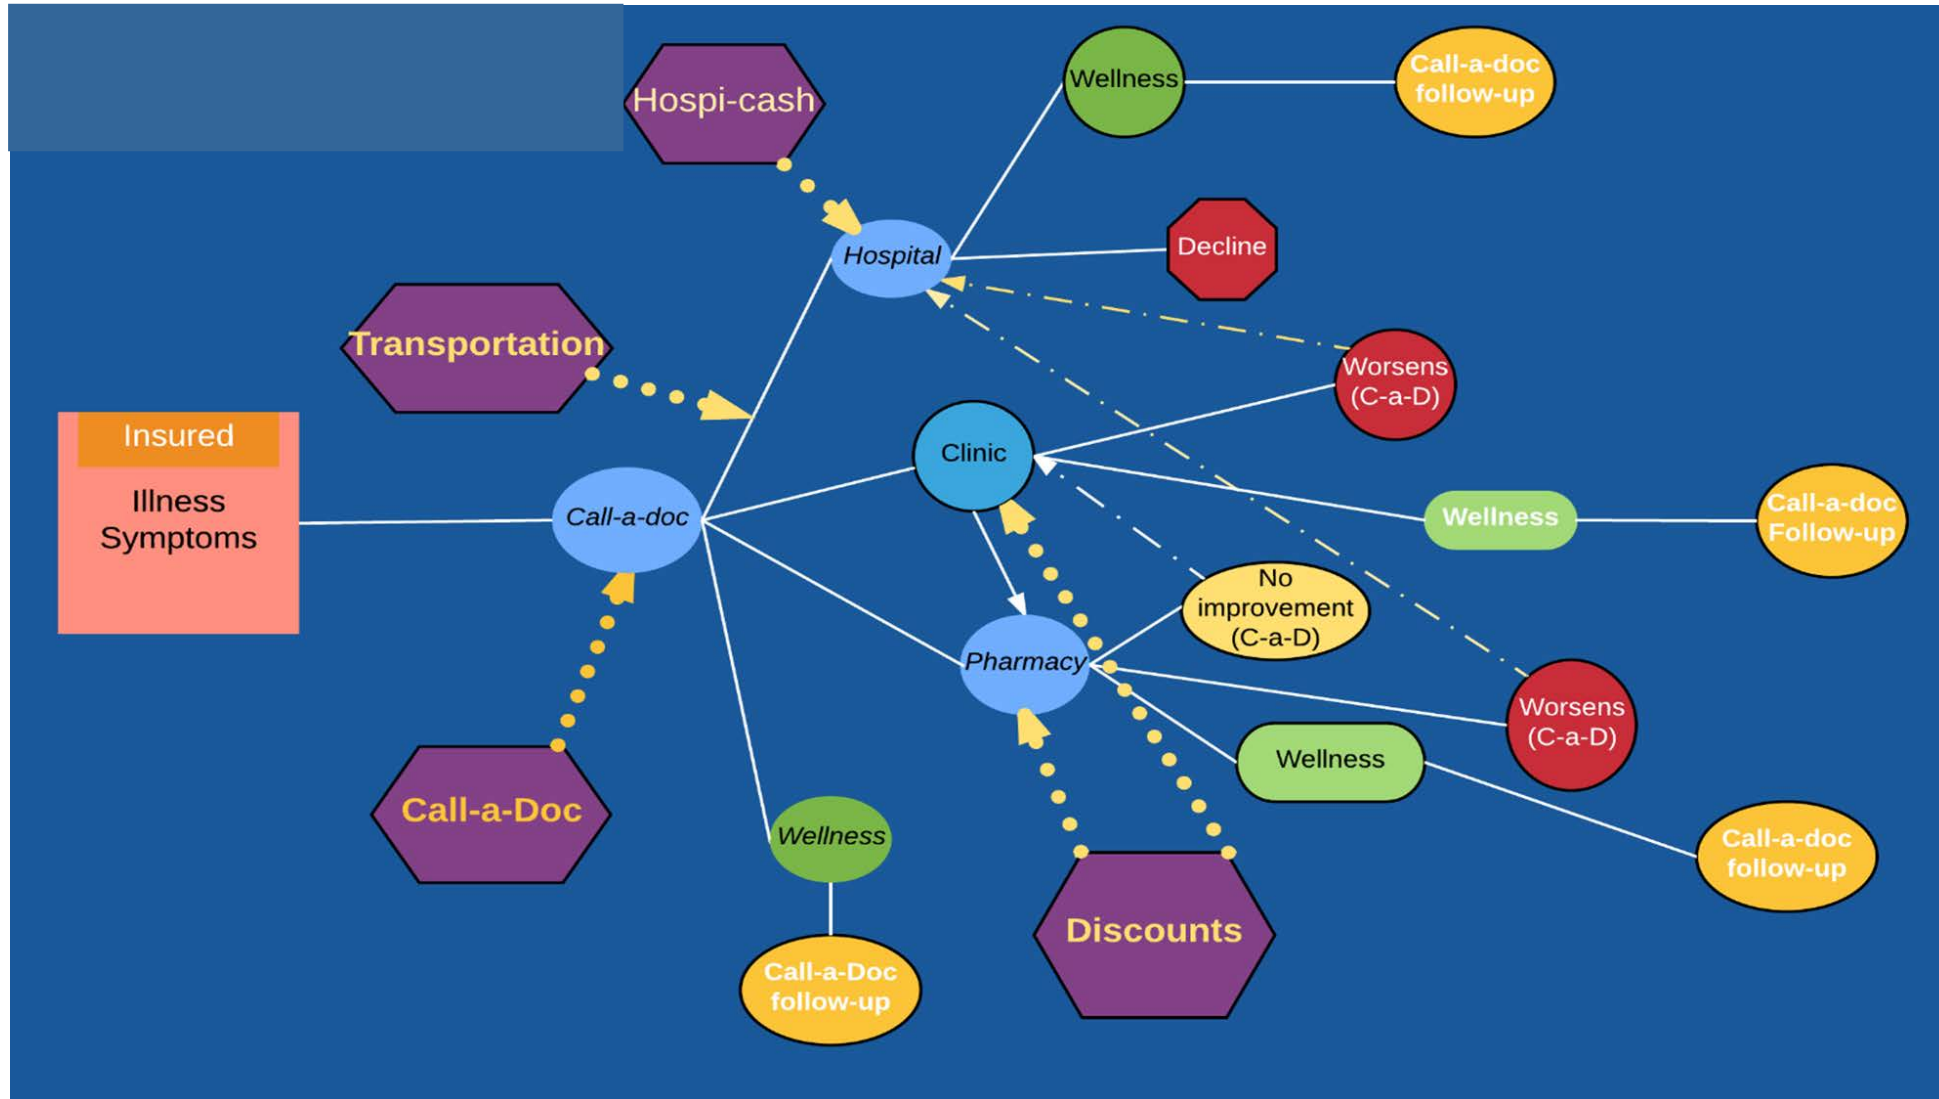 Hospi-cash
Wellness
Call-a-doc
follow-up
Hospital
Decline
Transportation
Worsens
(C-a-D)
Insured
Illness
Symptoms
Call-a-doc
Clinic
Wellness
Call-a-doc
Follow-up
No
improvement
(C-a-D)
Pharmacy
Worsens
(C-a-D)
Wellness
Call-a-Doc
Wellness
Call-a-doc
follow-up
Discounts
Call-a-Doc
follow-up